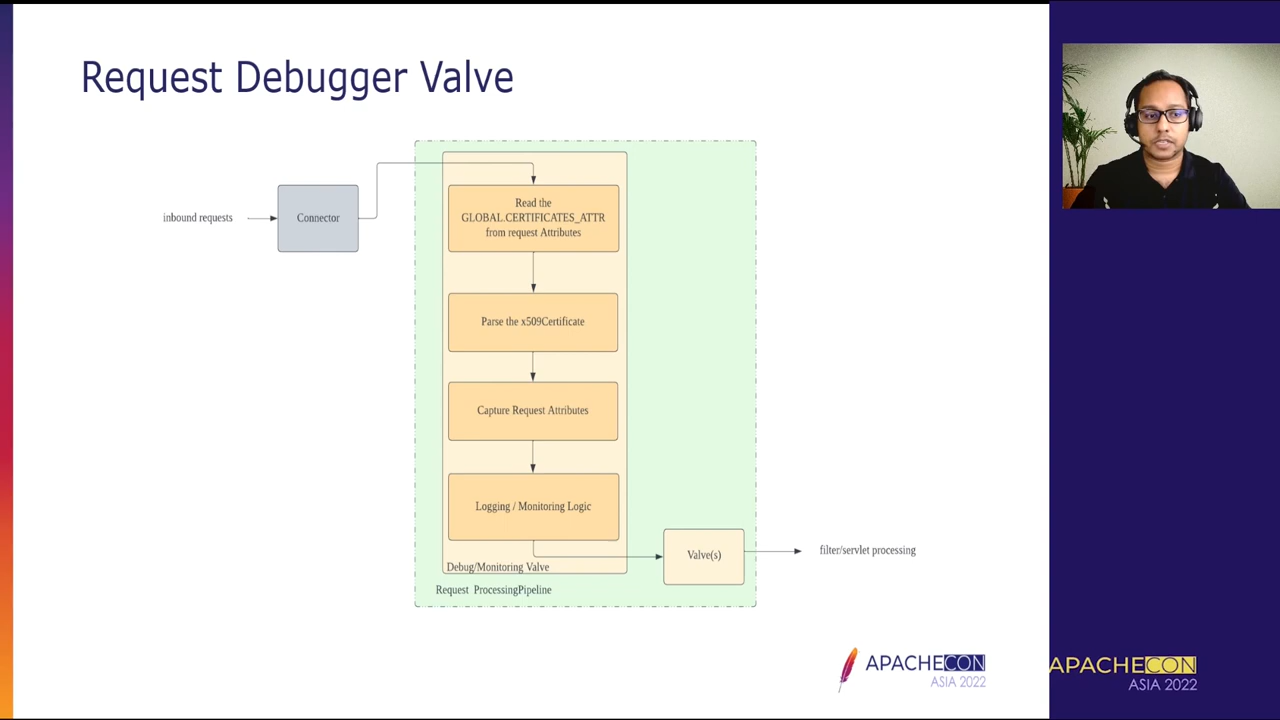 Request Debugger Valve
inbound requests
Connector
Read the
GLOBAL.CERTIFICATES_ATTR
from request Attributes
Parse the x509Certificate
Capture Request Attributes
Logging / Monitoring Logic
Debug/Monitoring Valve
Request ProcessingPipeline
Valve(s)
filter/servlet processing
APACHECON
ASIA 2022
APACHECON
ASIA 2022